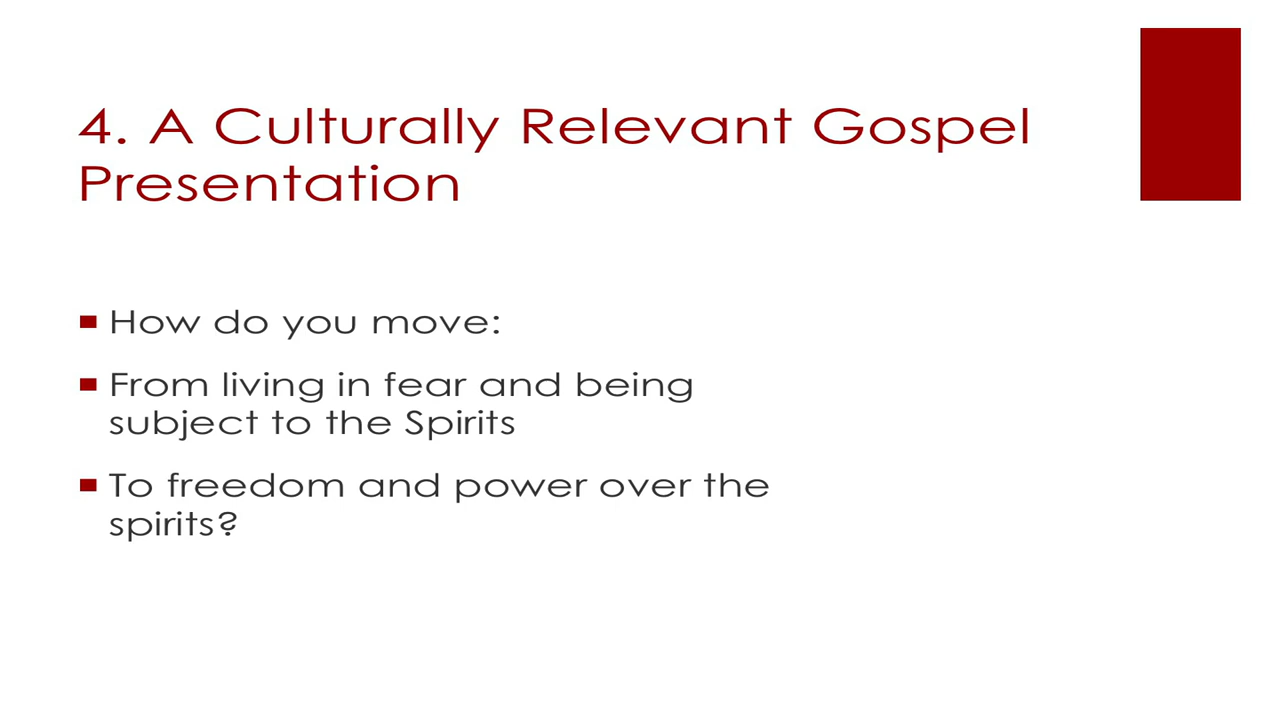 4. A Culturally Relevant Gospel
Presentation
How do you move:
From living in fear and being
subject to the Spirits
To freedom and power over the
spirits?